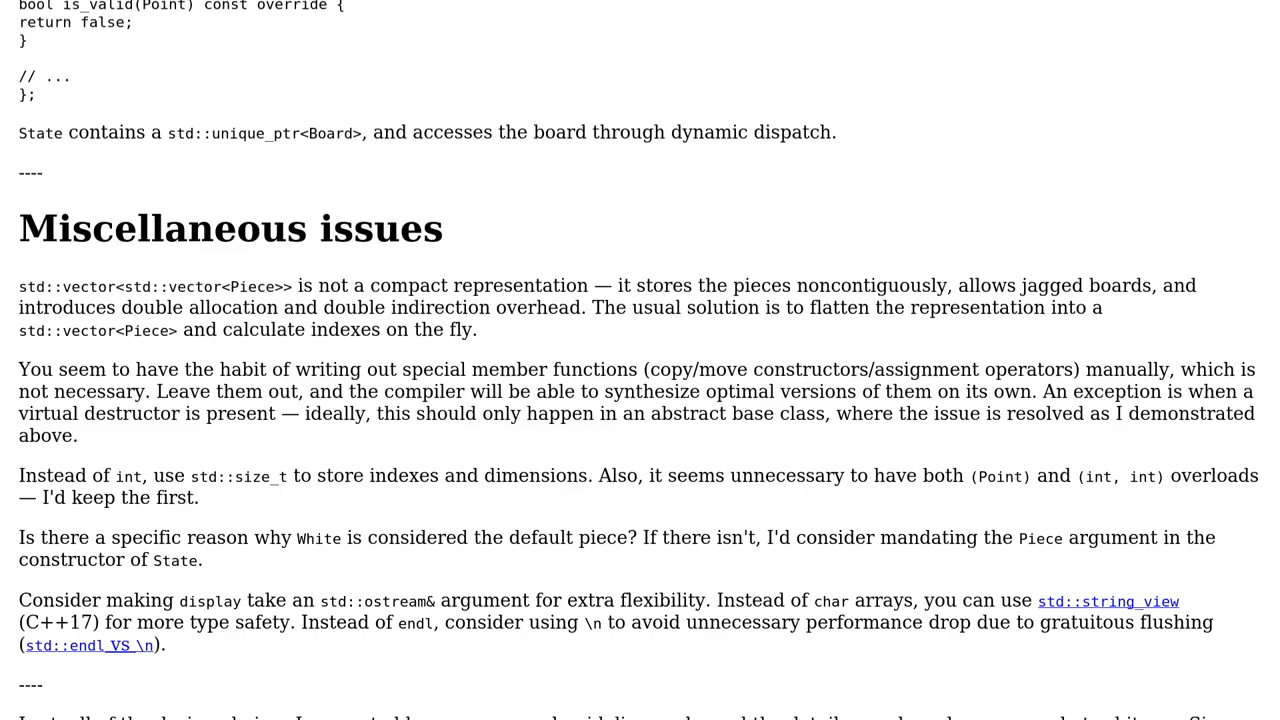 bool is_valid(Point) const override {
return false;
}
// ...
};
State contains a std::unique_ptr<Board>, and accesses the board through dynamic dispatch.
----
Miscellaneous issues
std::vector<std::vector<Piece>> is not a compact representation — it stores the pieces noncontiguously, allows jagged boards, and
introduces double allocation and double indirection overhead. The usual solution is to flatten the representation into a
std::vector<Piece> and calculate indexes on the fly.
You seem to have the habit of writing out special member functions (copy/move constructors/assignment operators) manually, which is
not necessary. Leave them out, and the compiler will be able to synthesize optimal versions of them on its own. An exception is when a
virtual destructor is present — ideally, this should only happen in an abstract base class, where the issue is resolved as I demonstrated
above.
Instead of int, use std::size_t to store indexes and dimensions. Also, it seems unnecessary to have both (Point) and (int, int) overloads
— I'd keep the first.
Is there a specific reason why White is considered the default piece? If there isn't, I'd consider mandating the Piece argument in the
constructor of State.
Consider making display take an std::ostream& argument for extra flexibility. Instead of char arrays, you can use std::string_view
(C++17) for more type safety. Instead of endl, consider using \n to avoid unnecessary performance drop due to gratuitous flushing
(std::endl vs \n).
----